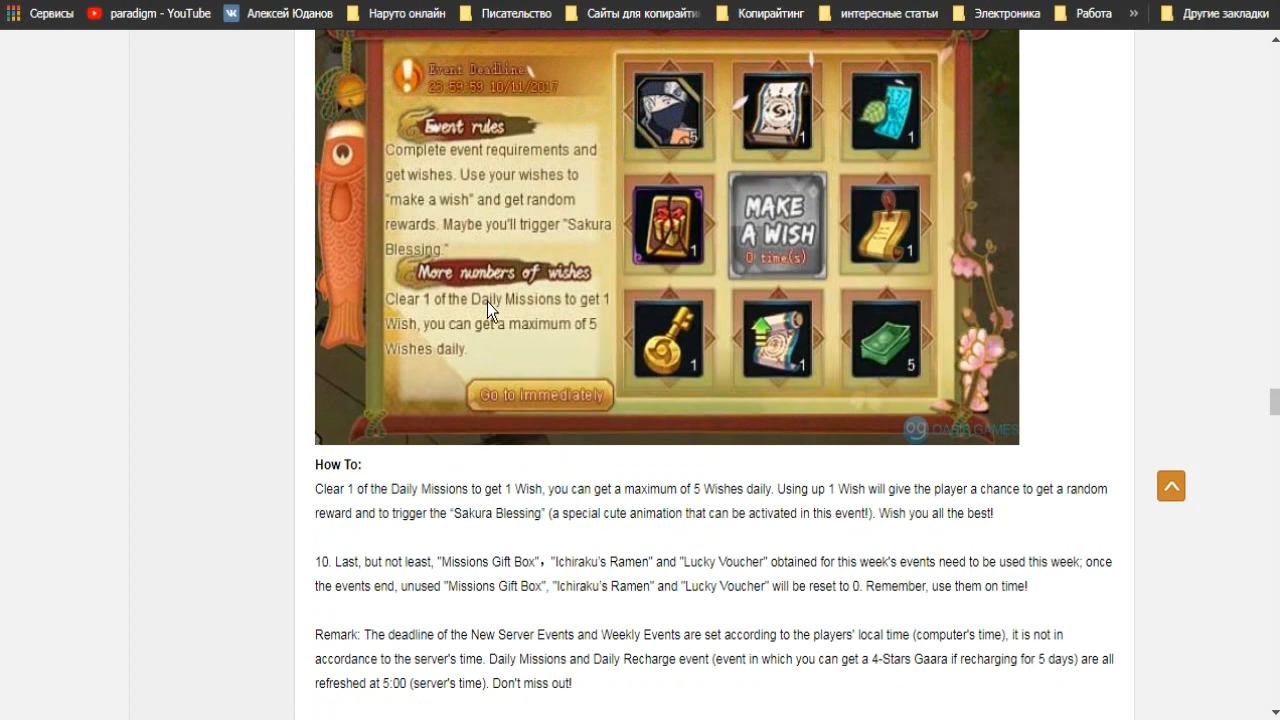 Сервисы paradigm - YouTube Алексей Юданов Наруто онлайн Писательство Сайты для копирайти Копирайтинг интересные статьи Электроника Работа » Другие закладки
Event Deadline
23:59:59 10/11/2017
Event rules
Complete event requirements and
get wishes. Use your wishes to
"make a wish" and get random
rewards. Maybe you'll trigger "Sakura
Blessing."
More numbers of wishes
Clear 1 of the Daily Missions to get 1
Wish, you can get a maximum of 5
Wishes daily.
Go to Immediately
5 1 1
1 MAKE
A WISH
0 time(s) 1
1 1 5
og OASIS GAMES
How To:
Clear 1 of the Daily Missions to get 1 Wish, you can get a maximum of 5 Wishes daily. Using up 1 Wish will give the player a chance to get a random
reward and to trigger the “Sakura Blessing” (a special cute animation that can be activated in this event!). Wish you all the best!
10. Last, but not least, "Missions Gift Box"，"Ichiraku’s Ramen" and "Lucky Voucher" obtained for this week's events need to be used this week; once
the events end, unused "Missions Gift Box", "Ichiraku’s Ramen" and "Lucky Voucher" will be reset to 0. Remember, use them on time!
Remark: The deadline of the New Server Events and Weekly Events are set according to the players’ local time (computer's time), it is not in
accordance to the server's time. Daily Missions and Daily Recharge event (event in which you can get a 4-Stars Gaara if recharging for 5 days) are all
refreshed at 5:00 (server's time). Don't miss out!